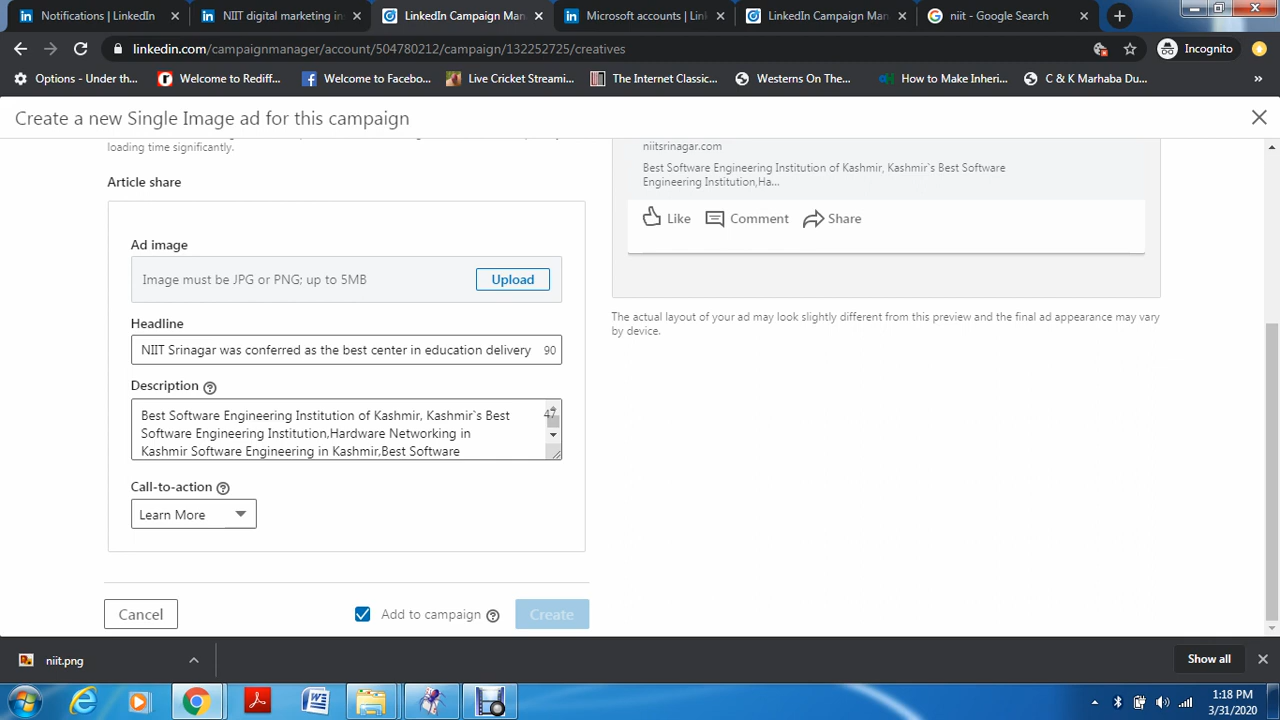 Notifications | LinkedIn
NIIT digital marketing in
LinkedIn Campaign Man
Microsoft accounts | Link
LinkedIn Campaign Man
niit - Google Search
linkedin.com/campaignmanager/account/504780212/campaign/132252725/creatives
Incognito
Options - Under th...
Welcome to Rediff...
Welcome to Facebo...
Live Cricket Streami...
The Internet Classic...
Westerns On The...
How to Make Inheri...
C & K Marhaba Du...
»
Create a new Single Image ad for this campaign
loading time significantly.
niitsrinagar.com
Best Software Engineering Institution of Kashmir, Kashmir`s Best
Software Engineering Institution,Ha...
Like
Comment
Share
Article share
Ad image
Image must be JPG or PNG; up to 5MB
Upload
The actual layout of your ad may look slightly different from this preview and the final ad appearance may vary
by device.
Headline
NIIT Srinagar was conferred as the best center in education delivery
90
Description
Best Software Engineering Institution of Kashmir, Kashmir`s Best
Software Engineering Institution,Hardware Networking in
Kashmir Software Engineering in Kashmir,Best Software
Call-to-action
Learn More
Cancel
Add to campaign
Create
niit.png
Show all
1:18 PM
3/31/2020